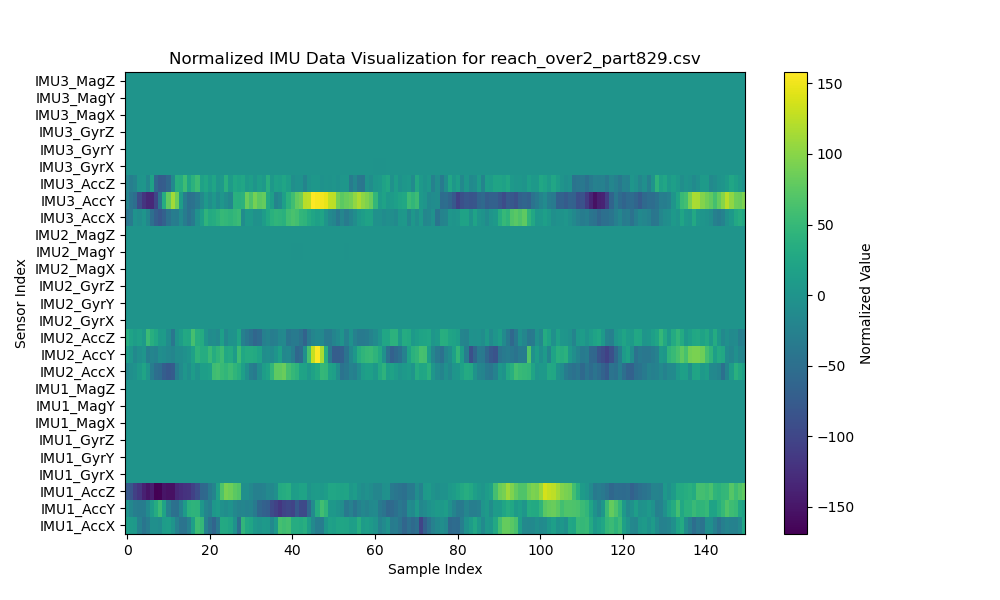 Normalized IMU Data Visualization for reach_over2_part829.csv
IMU3_MagZ
IMU3_MagY
IMU3_MagX
IMU3_GyrZ
IMU3_GyrY
IMU3_GyrX
IMU3_AccZ
IMU3_AccY
IMU3_AccX
IMU2_MagZ
IMU2_MagY
IMU2_MagX
IMU2_GyrZ
IMU2_GyrY
IMU2_GyrX
IMU2_AccZ
IMU2_AccY
IMU2_AccX
IMU1_MagZ
IMU1_MagY
IMU1_MagX
IMU1_GyrZ
IMU1_GyrY
IMU1_GyrX
IMU1_AccZ
IMU1_AccY
IMU1_AccX
Sensor Index
0 20 40 60 80 100 120 140
Sample Index
150
100
50
0
−50
−100
−150
Normalized Value